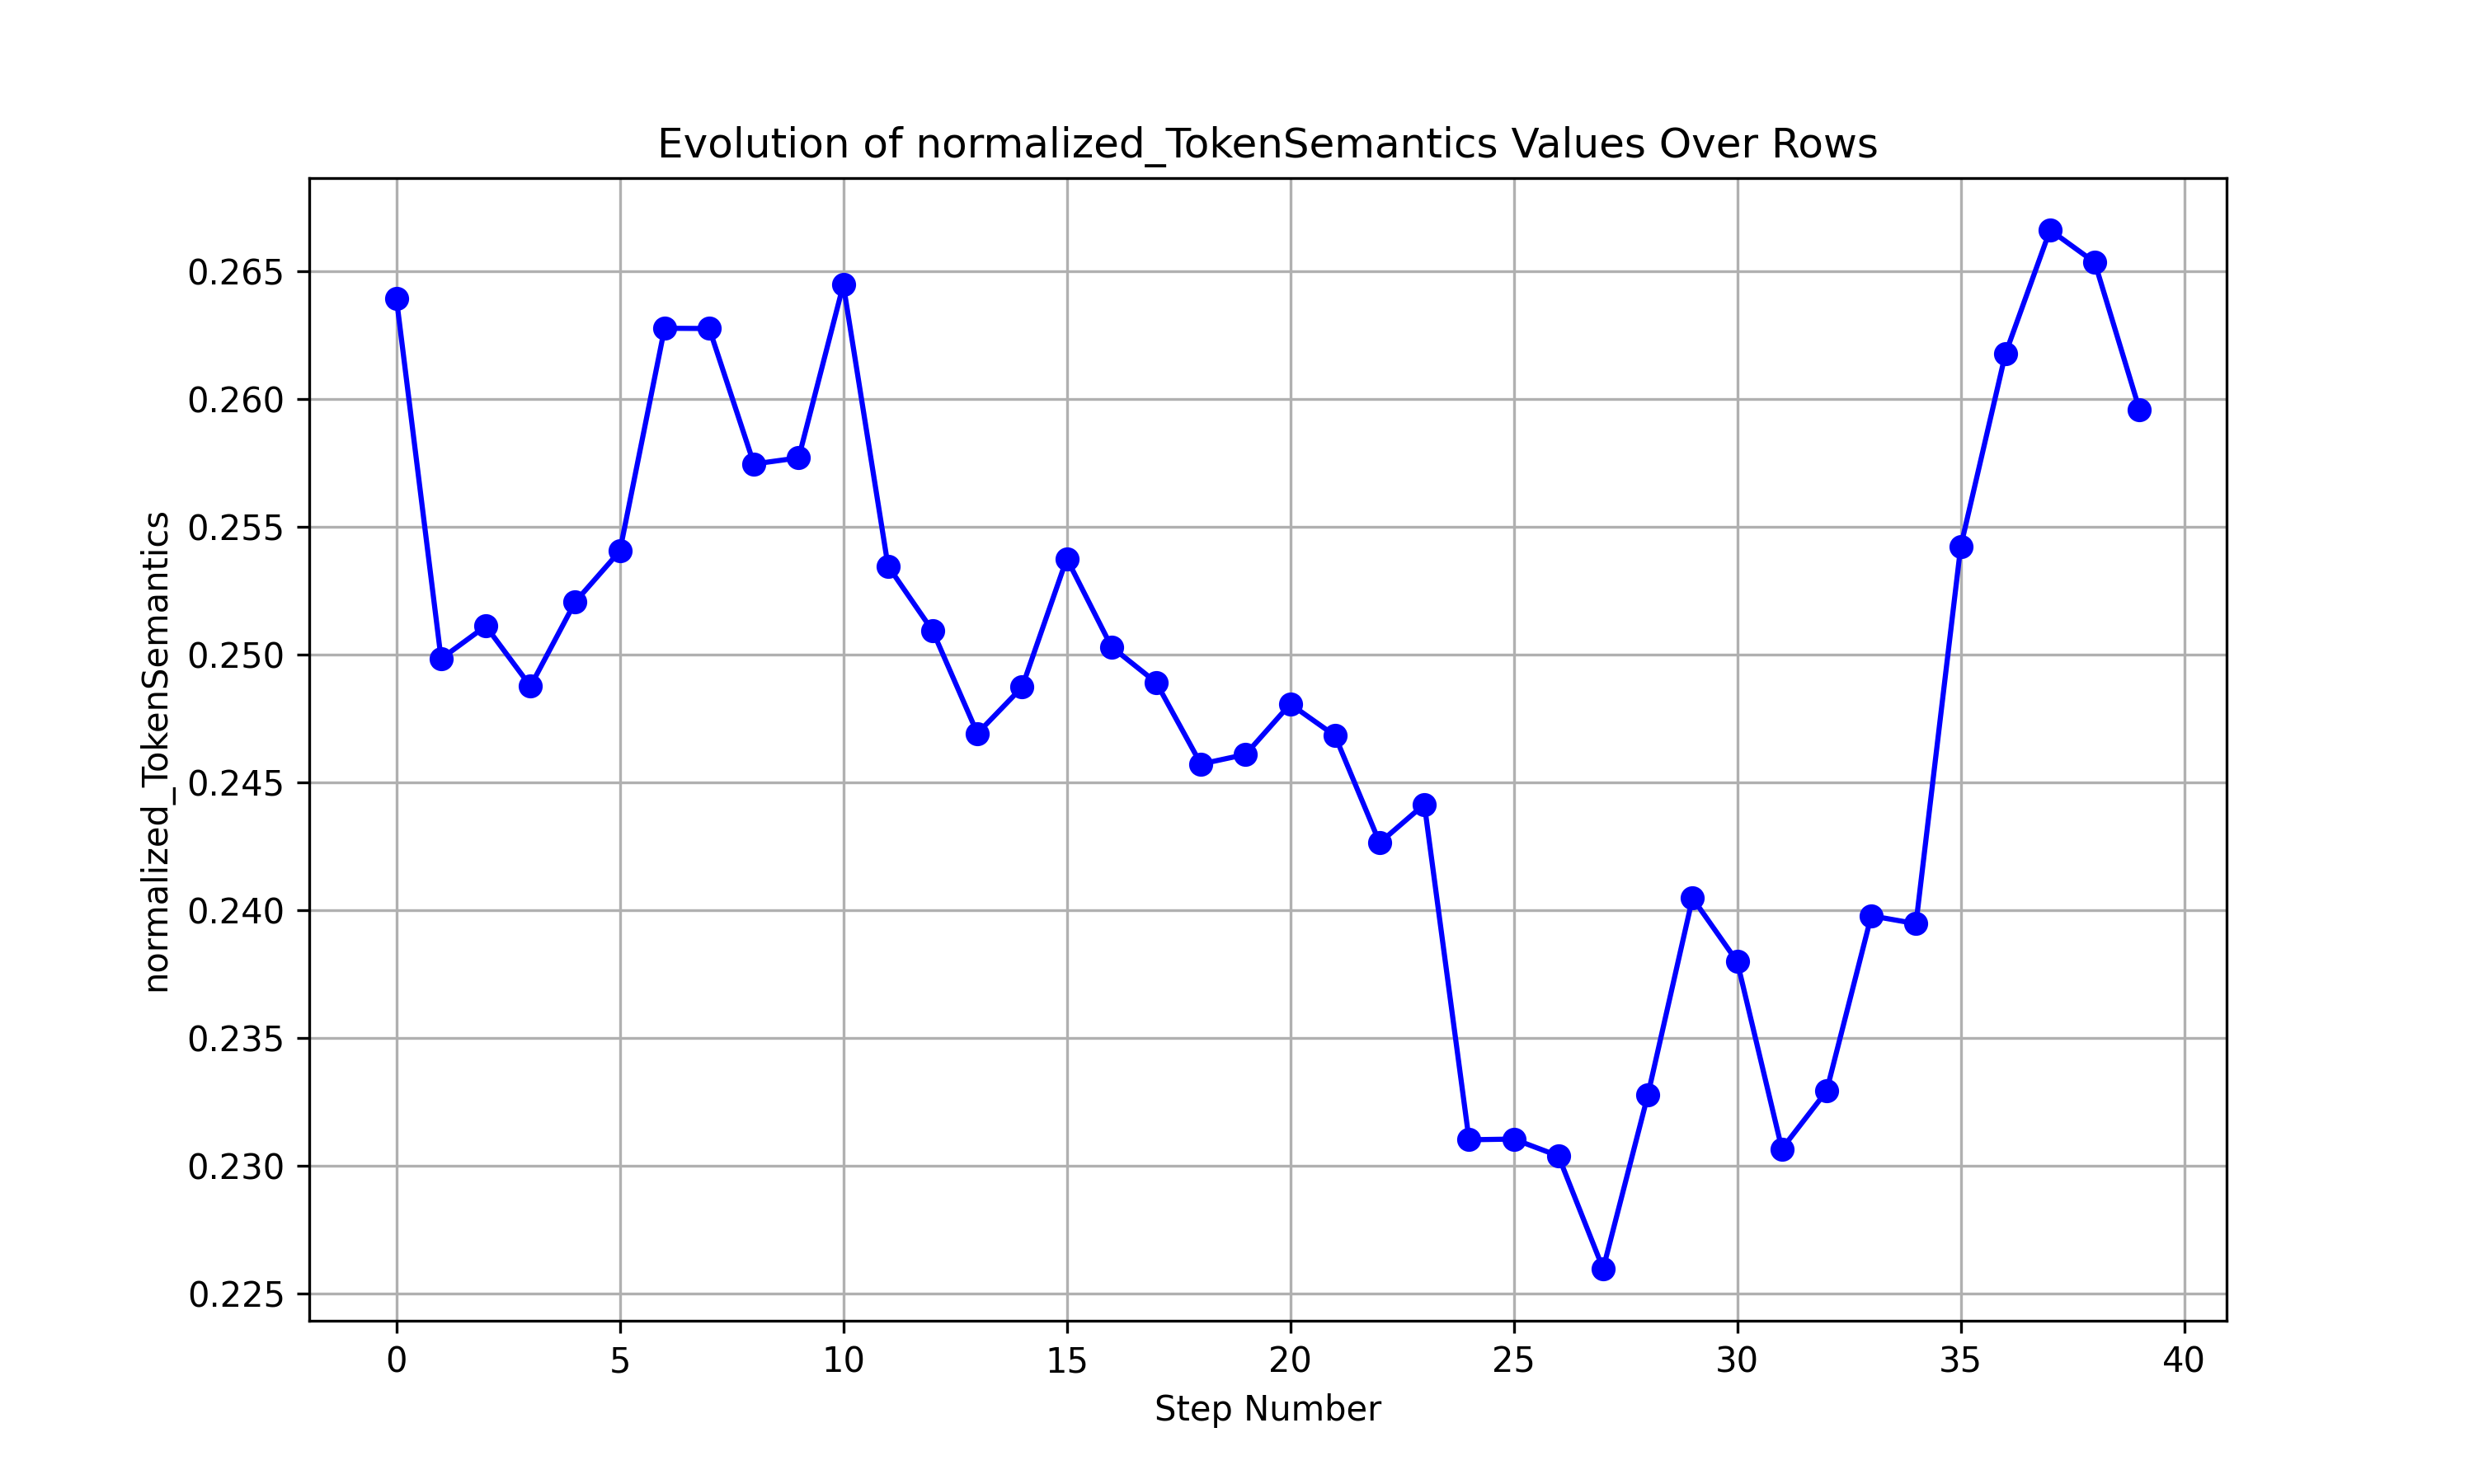 Evolution of normalized_TokenSemantics Values Over Rows
normalized_TokenSemantics
0.265
0.260
0.255
0.250
0.245
0.240
0.235
0.230
0.225
0 5 10 15 20 25 30 35 40
Step Number